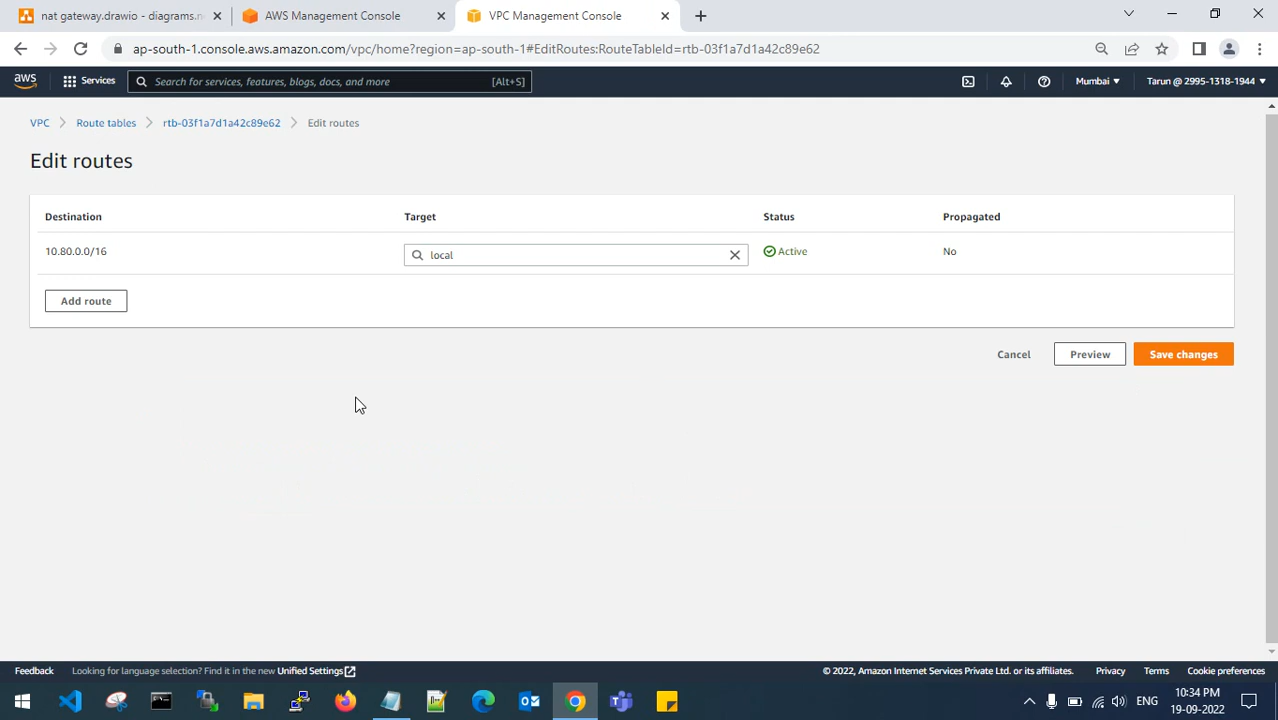 nat gateway.drawio - diagrams.ne
AWS Management Console
VPC Management Console
ap-south-1.console.aws.amazon.com/vpc/home?region=ap-south-1#EditRoutes:RouteTableId=rtb-03f1a7d1a42c89e62
aws
Services
Search for services, features, blogs, docs, and more
[Alt+S]
Mumbai
Tarun @ 2995-1318-1944
VPC
Route tables
rtb-03f1a7d1a42c89e62
Edit routes
Edit routes
Destination
Target
Status
Propagated
10.80.0.0/16
local
Active
No
Add route
Cancel
Preview
Save changes
Feedback
Looking for language selection? Find it in the new Unified Settings
© 2022, Amazon Internet Services Private Ltd. or its affiliates.
Privacy
Terms
Cookie preferences
ENG
10:34 PM
19-09-2022